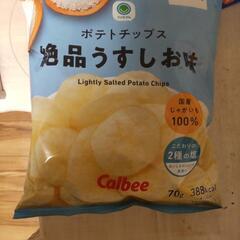 ポテトチップス
絶品うすしお味
Lightly Salted Potato Chips
国産
じゃがいも
100%
こだわりの
2種の塩
Calbee
70g
388kcal